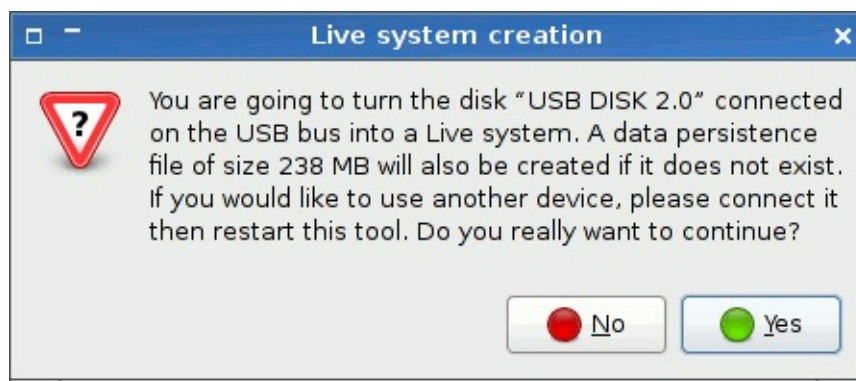 Live system creation
You are going to turn the disk “USB DISK 2.0” connected
on the USB bus into a Live system. A data persistence
file of size 238 MB will also be created if it does not exist.
If you would like to use another device, please connect it
then restart this tool. Do you really want to continue?
No
Yes